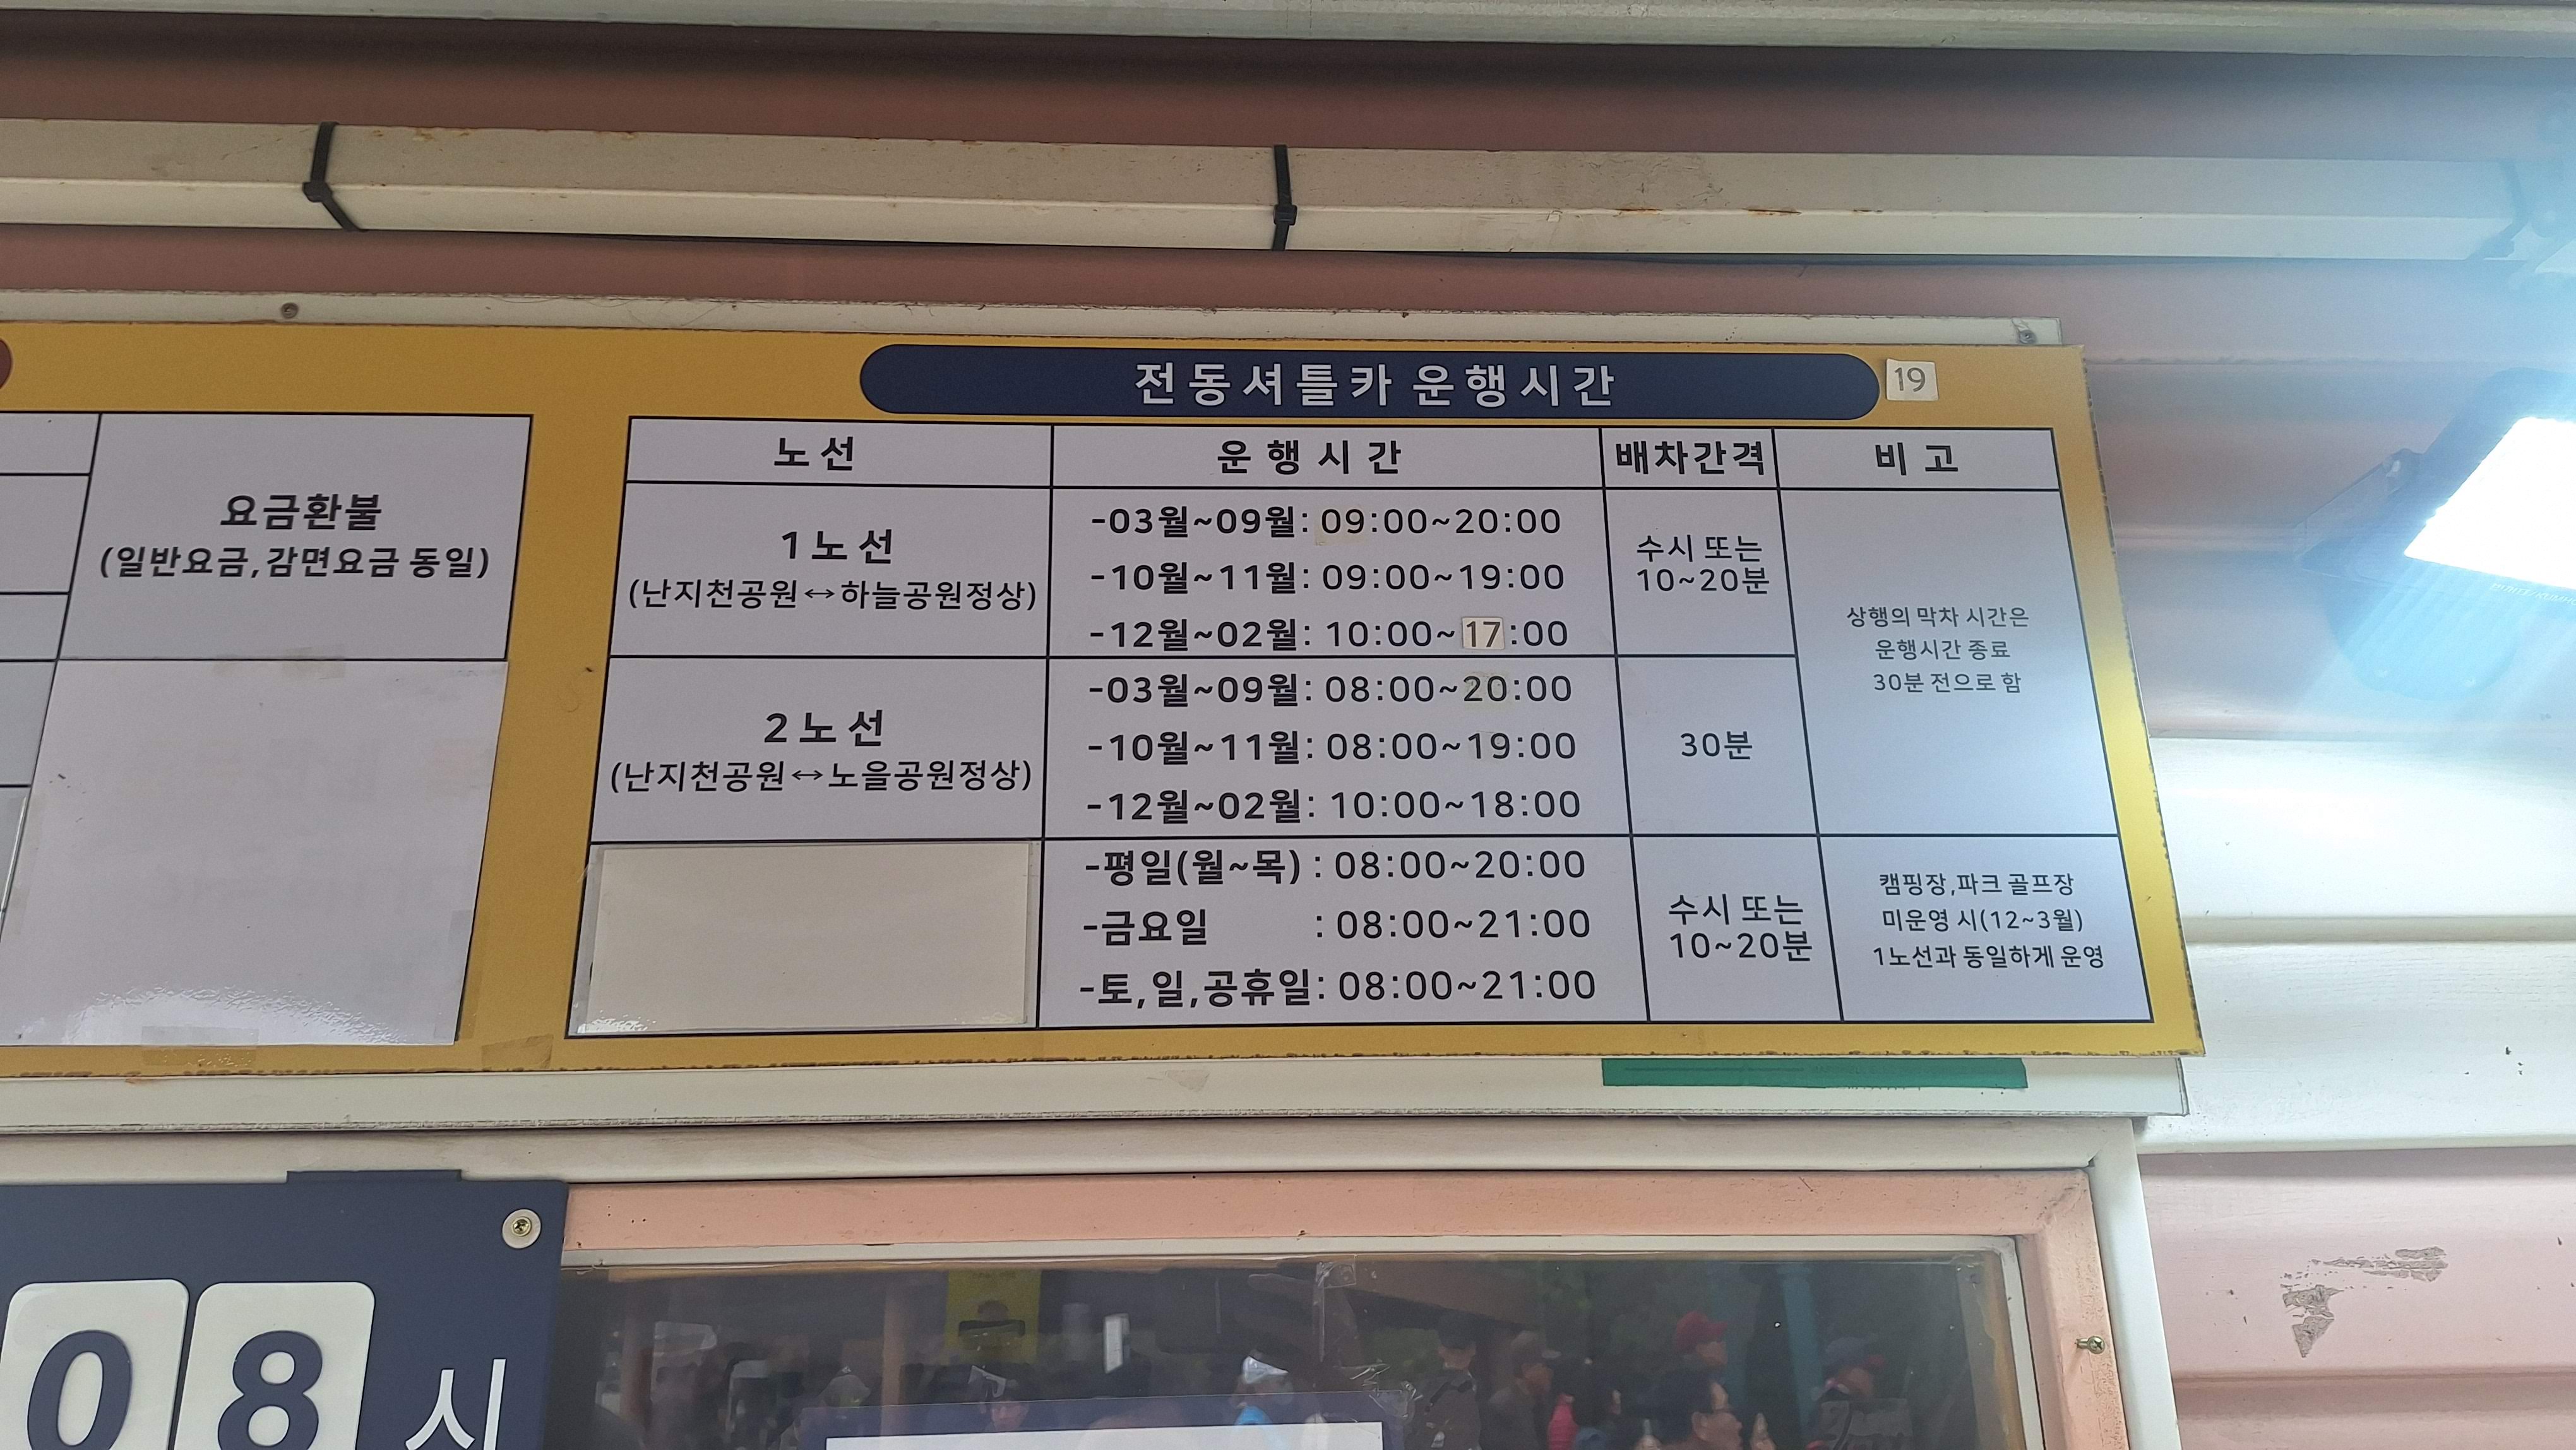 전동셔틀카 운행시간
19
요금환불
(일반요금,감면요금 동일)
노선
운행시간
배차간격
비고
1노선
(난지천공원↔하늘공원정상)
-03월~09월: 09:00~20:00
-10월~11월: 09:00~19:00
-12월~02월: 10:00~17:00
수시 또는
10~20분
상행의 막차 시간은
운행시간 종료
30분 전으로 함
2노선
(난지천공원↔노을공원정상)
-03월~09월: 08:00~20:00
-10월~11월: 08:00~19:00
-12월~02월: 10:00~18:00
30분
-평일(월~목) : 08:00~20:00
-금요일 : 08:00~21:00
-토,일,공휴일: 08:00~21:00
수시 또는
10~20분
캠핑장,파크 골프장
미운영 시(12~3월)
1노선과 동일하게 운영
08시